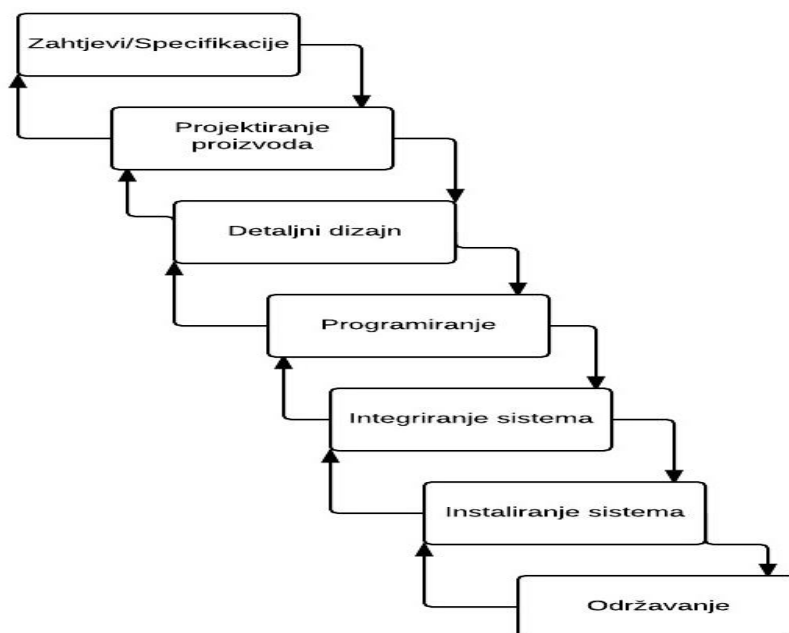 Zahtjevi/Specifikacije
Projektiranje
proizvoda
Detaljni dizajn
Programiranje
Integriranje sistema
Instaliranje sistema
Održavanje